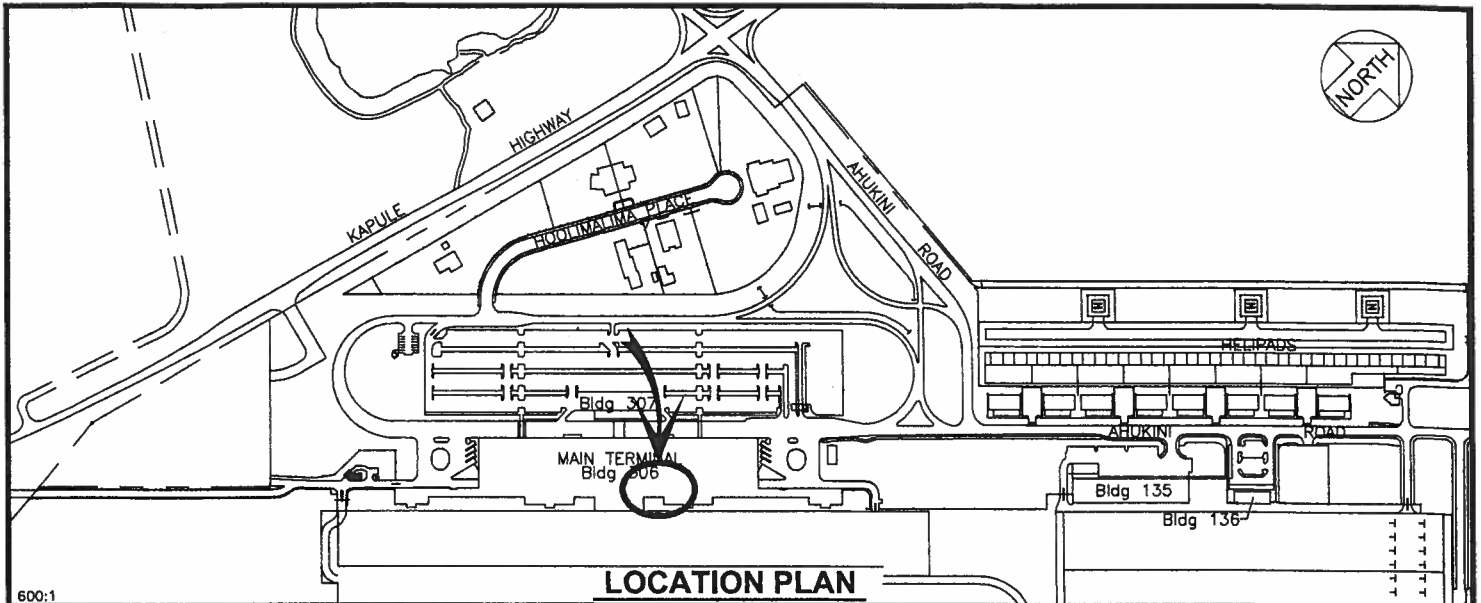 NORTH
KAPULE
HIGHWAY
HOOLIMALIMA PLACE
AHUKINI
ROAD
HELIPADS
Bldg 307
AHUKINI
ROAD
MAIN TERMINAL
Bldg 306
Bldg 135
Bldg 136
LOCATION PLAN
600:1